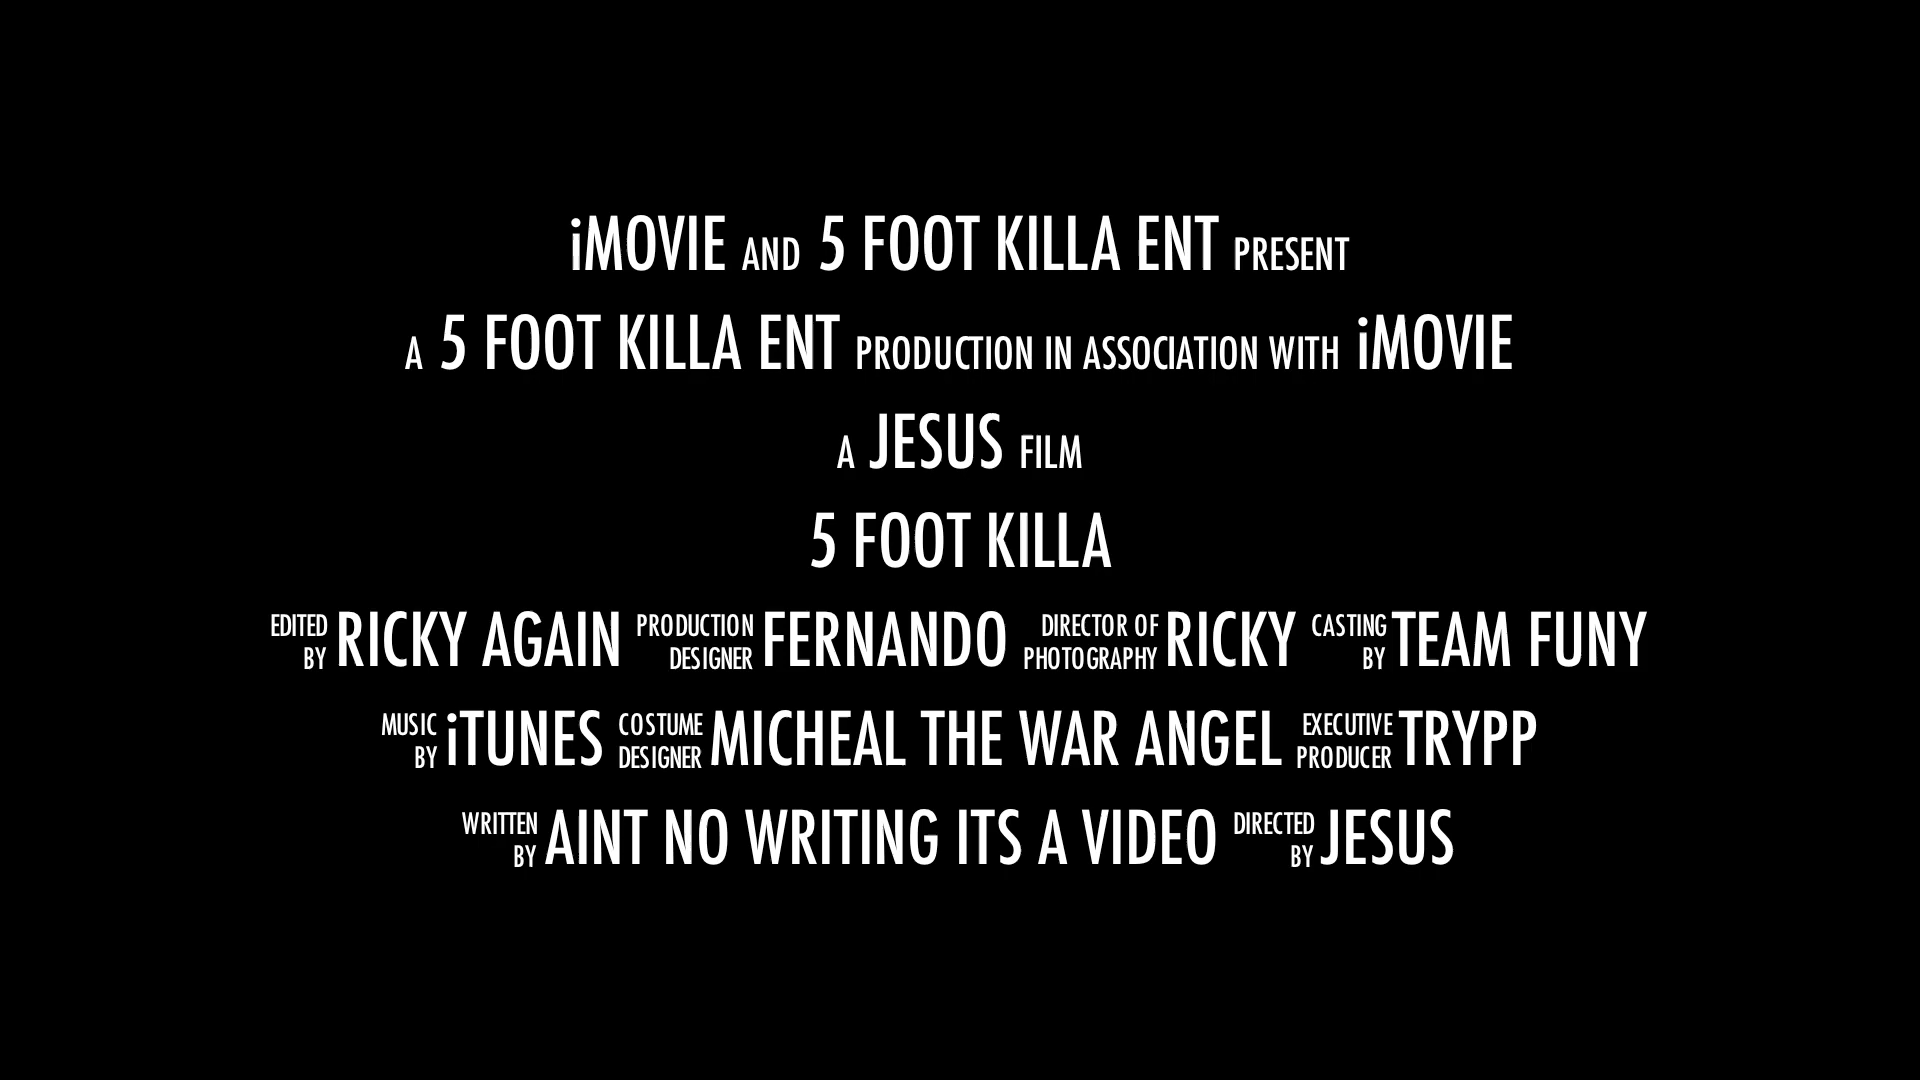 iMOVIE AND 5 FOOT KILLA ENT PRESENT
A 5 FOOT KILLA ENT PRODUCTION IN ASSOCIATION WITH iMOVIE
A JESUS FILM
5 FOOT KILLA
EDITED BY RICKY AGAIN PRODUCTION DESIGNER FERNANDO DIRECTOR OF PHOTOGRAPHY RICKY CASTING BY TEAM FUNY
MUSIC BY iTUNES COSTUME DESIGNER MICHEAL THE WAR ANGEL EXECUTIVE PRODUCER TRYPP
WRITTEN BY AINT NO WRITING ITS A VIDEO DIRECTED BY JESUS